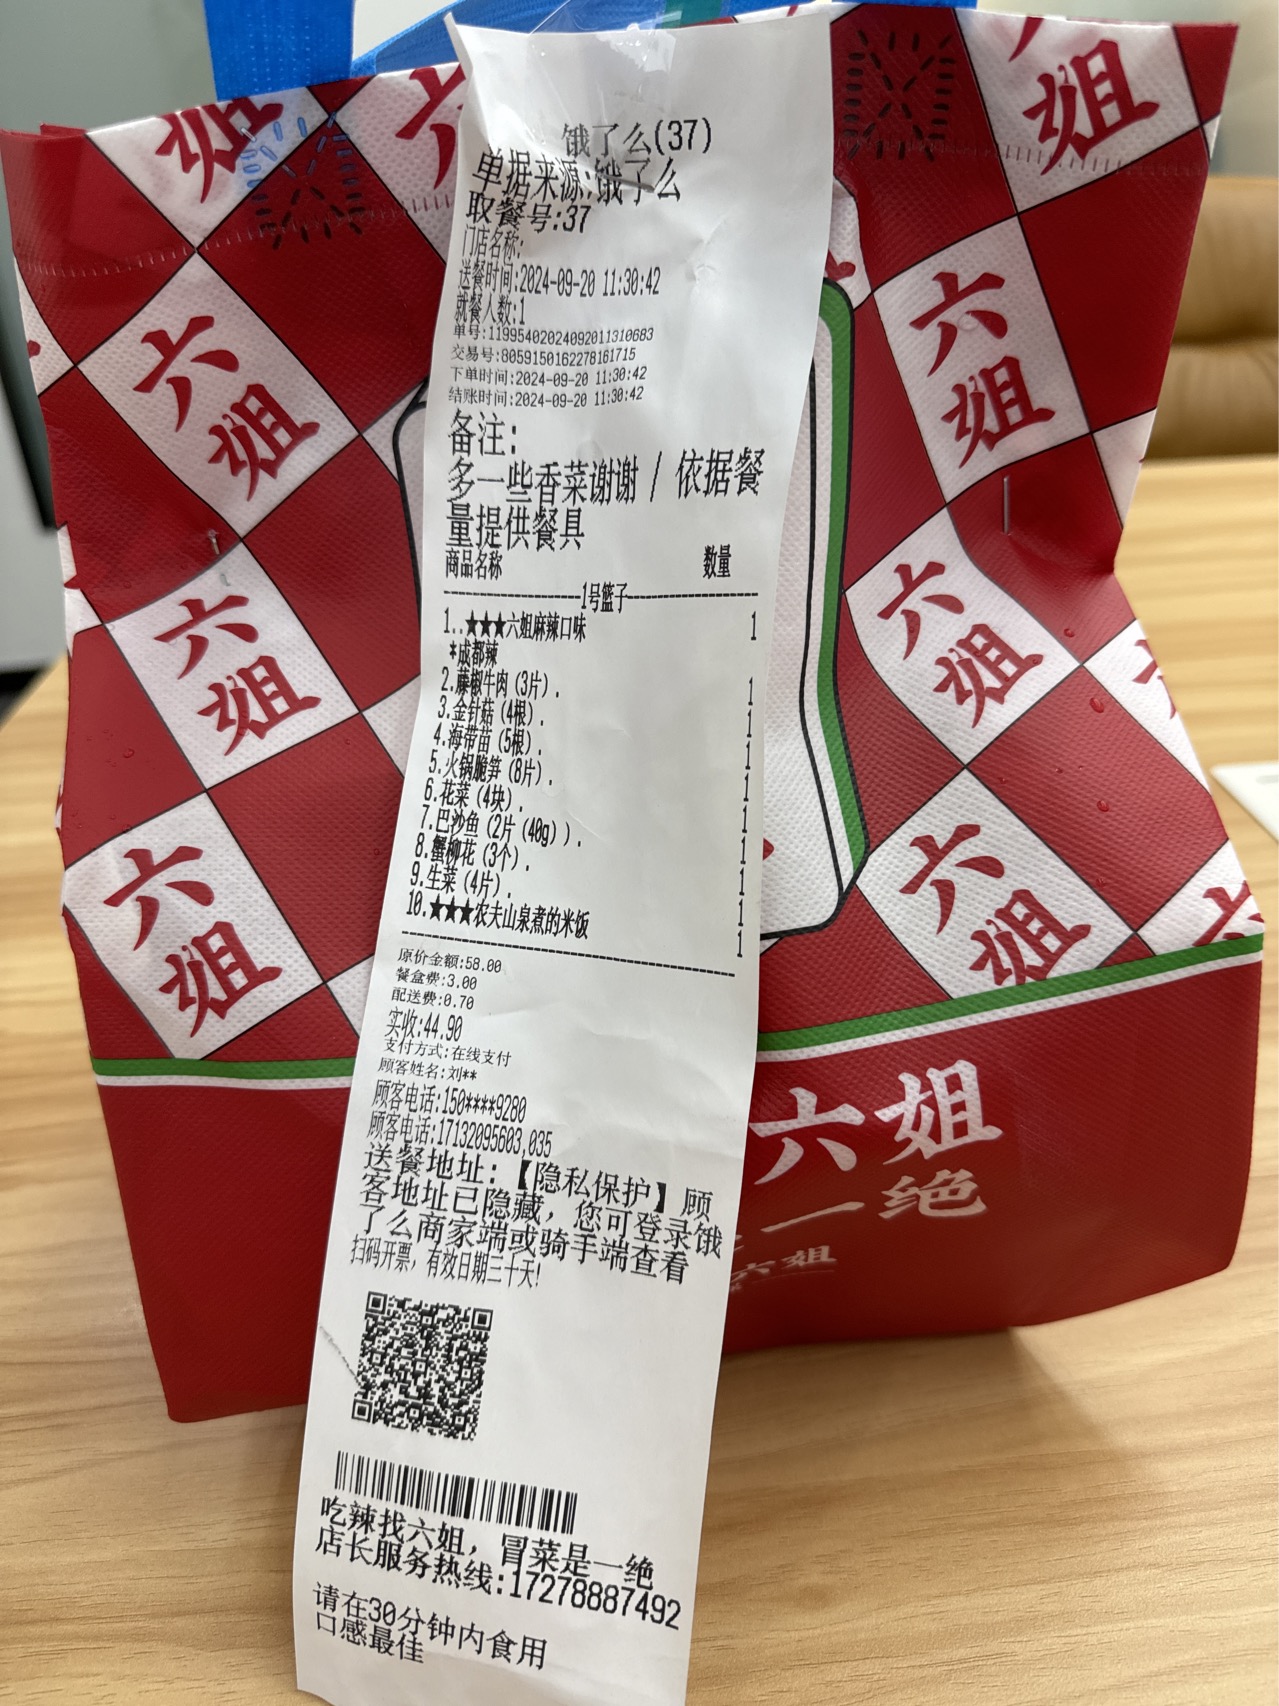 饿了么(37)
单据来源:饿了么
取餐号:37
门店名称:
送餐时间:2024-09-20 11:30:42
就餐人数:1
单号:11995402024092011310683
交易号:8059150162278161715
下单时间:2024-09-20 11:30:42
结账时间:2024-09-20 11:30:42
备注:
多一些香菜谢谢 / 依据餐
量提供餐具
商品名称 数量
1号篮子
1..★★★六姐麻辣口味 1
*成都辣
2.藤椒牛肉(3片). 1
3.金针菇(4根). 1
4.海带苗(5根). 1
5.火锅脆笋(8片). 1
6.花菜(4块). 1
7.巴沙鱼(2片(40g)). 1
8.蟹柳花(3个). 1
9.生菜(4片). 1
10.★★★农夫山泉煮的米饭 1
原价金额:58.00
餐盒费:3.00
配送费:0.70
实收:44.90
支付方式:在线支付
顾客姓名:刘**
顾客电话:150****9280
顾客电话:17132095603,035
送餐地址:【隐私保护】顾
客地址已隐藏，您可登录饿
了么商家端或骑手端查看
扫码开票，有效日期三十天!
吃辣找六姐，冒菜是一绝
店长服务热线:17278887492
请在30分钟内食用
口感最佳
六姐
六姐
六姐
六姐
六姐
六姐
六姐
六姐
一绝
六姐